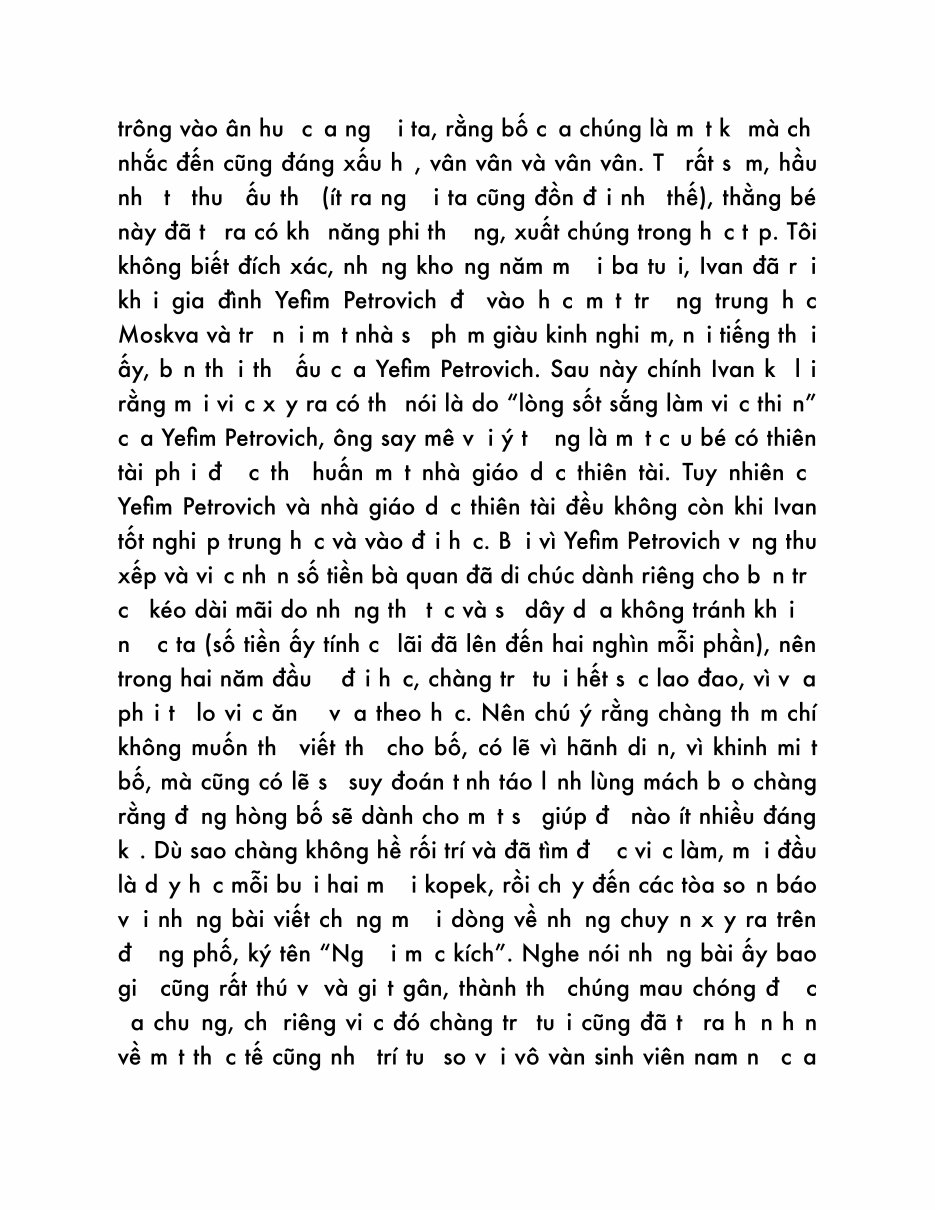 trông vào ân hu c a ng i ta, rằng bố c a chúng là m t k mà ch
nhắc đến cũng đáng xấu h , vân vân và vân vân. T rất s m, hầu
nh t thu ấu th (ít ra ng i ta cũng đồn đ i nh thế), thằng bé
này đã t ra có kh năng phi th ng, xuất chúng trong h c t p. Tôi
không biết đích xác, nh ng kho ng năm m i ba tu i, Ivan đã r i
kh i gia đình Yefim Petrovich đ vào h c m t tr ng trung h c
Moskva và tr n i m t nhà s ph m giàu kinh nghi m, n i tiếng th i
ấy, b n th i th ấu c a Yefim Petrovich. Sau này chính Ivan k l i
rằng m i vi c x y ra có th nói là do “lòng sốt sắng làm vi c thi n”
c a Yefim Petrovich, ông say mê v i ý t ng là m t c u bé có thiên
tài ph i đ c th huấn m t nhà giáo d c thiên tài. Tuy nhiên c
Yefim Petrovich và nhà giáo d c thiên tài đều không còn khi Ivan
tốt nghi p trung h c và vào đ i h c. B i vì Yefim Petrovich v ng thu
xếp và vi c nh n số tiền bà quan đã di chúc dành riêng cho b n tr
c kéo dài mãi do nh ng th t c và s dây d a không tránh kh i
n c ta (số tiền ấy tính c lãi đã lên đến hai nghìn mỗi phần), nên
trong hai năm đầu đ i h c, chàng tr tu i hết s c lao đao, vì v a
ph i t lo vi c ăn v a theo h c. Nên chú ý rằng chàng th m chí
không muốn th viết th cho bố, có lẽ vì hãnh di n, vì khinh mi t
bố, mà cũng có lẽ s suy đoán t nh táo l nh lùng mách b o chàng
rằng đ ng hòng bố sẽ dành cho m t s giúp đ nào ít nhiều đáng
k . Dù sao chàng không hề rối trí và đã tìm đ c vi c làm, m i đầu
là d y h c mỗi bu i hai m i kopek, rồi ch y đến các tòa so n báo
v i nh ng bài viết ch ng m i dòng về nh ng chuy n x y ra trên
đ ng phố, ký tên “Ng i m c kích”. Nghe nói nh ng bài ấy bao
gi cũng rất thú v và gi t gân, thành th chúng mau chóng đ c
a chu ng, ch riêng vi c đó chàng tr tu i cũng đã t ra h n h n
về m t th c tế cũng nh trí tu so v i vô vàn sinh viên nam n c a